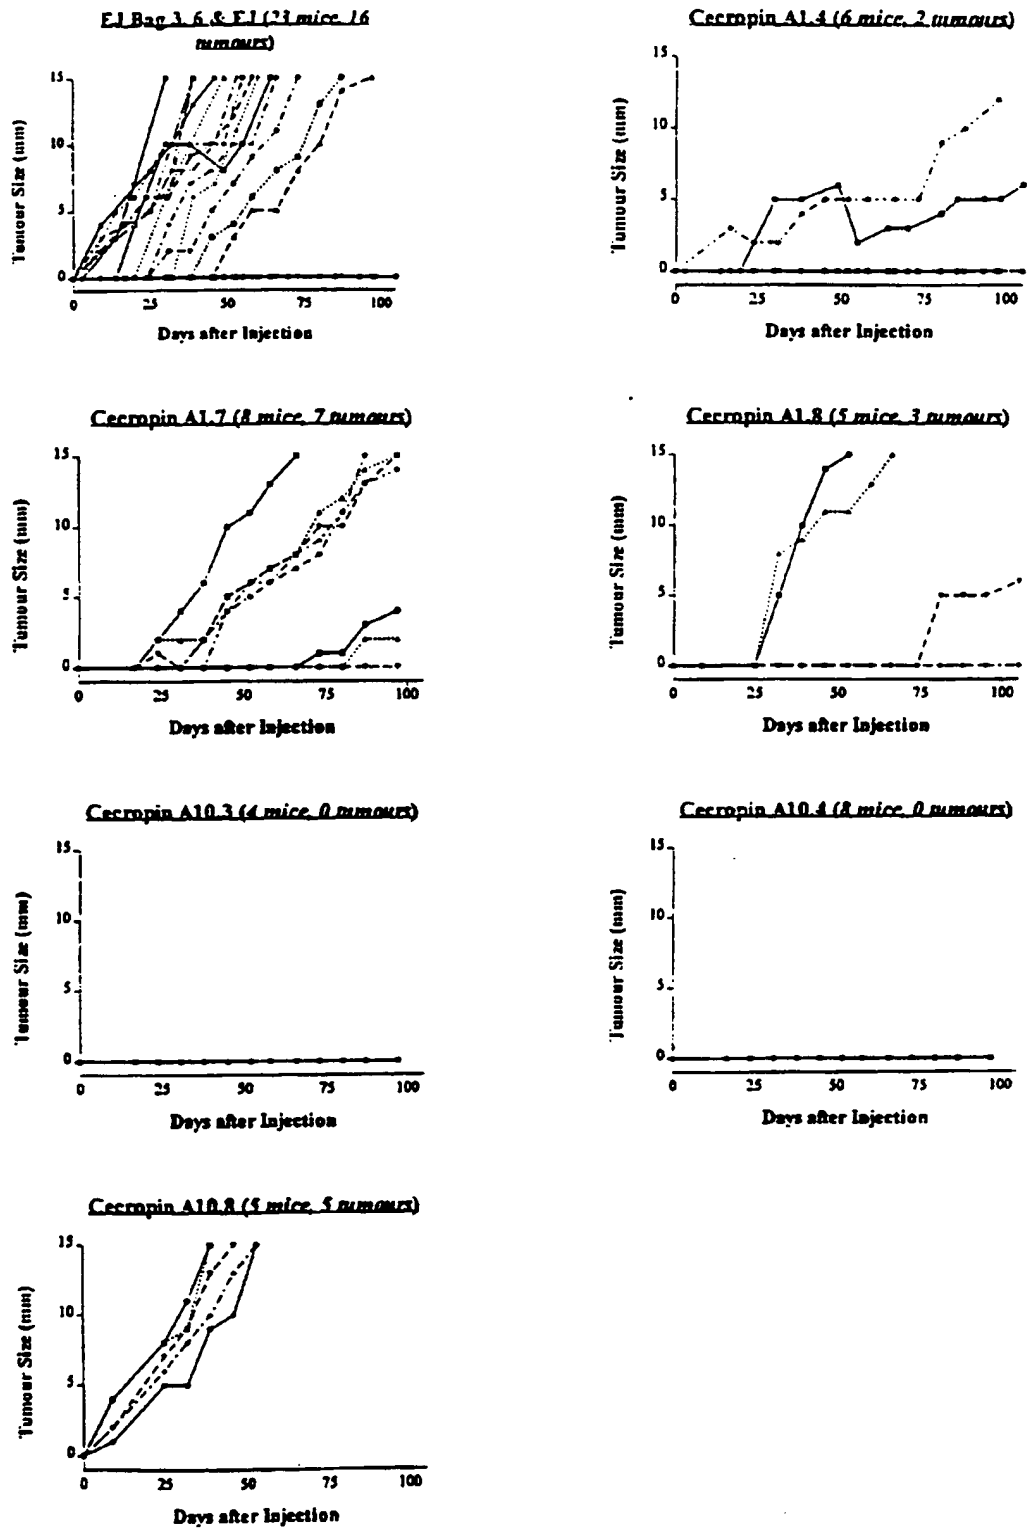 EJ Bag 3, 6 & EJ (23 mice, 16
tumours)
15
10
5
0
Tumour Size (mm)
0 25 50 75 100
Days after Injection
Cecropin A1.4 (6 mice, 2 tumours)
15
10
5
0
Tumour Size (mm)
0 25 50 75 100
Days after Injection
Cecropin A1.7 (8 mice, 7 tumours)
15
10
5
0
Tumour Size (mm)
0 25 50 75 100
Days after Injection
Cecropin A1.8 (5 mice, 3 tumours)
15
10
5
0
Tumour Size (mm)
0 25 50 75 100
Days after Injection
Cecropin A10.3 (4 mice, 0 tumours)
15
10
5
0
Tumour Size (mm)
0 25 50 75 100
Days after Injection
Cecropin A10.4 (8 mice, 0 tumours)
15
10
5
0
Tumour Size (mm)
0 25 50 75 100
Days after Injection
Cecropin A10.8 (5 mice, 5 tumours)
15
10
5
0
Tumour Size (mm)
0 25 50 75 100
Days after Injection